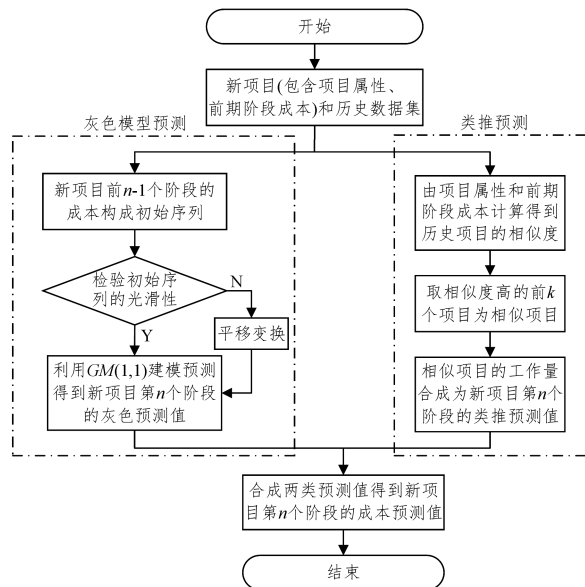 开始
新项目(包含项目属性、
前期阶段成本)和历史数据集
灰色模型预测
新项目前n-1个阶段的
成本构成初始序列
检验初始序
列的光滑性
N
Y
平移变换
利用GM(1,1)建模预测
得到新项目第n个阶段
的灰色预测值
类推预测
由项目属性和前期
阶段成本计算得到
历史项目的相似度
取相似度高的前k
个项目为相似项目
相似项目的工作量
合成为新项目第n个
阶段的类推预测值
合成两类预测值得到新项
目第n个阶段的成本预测值
结束